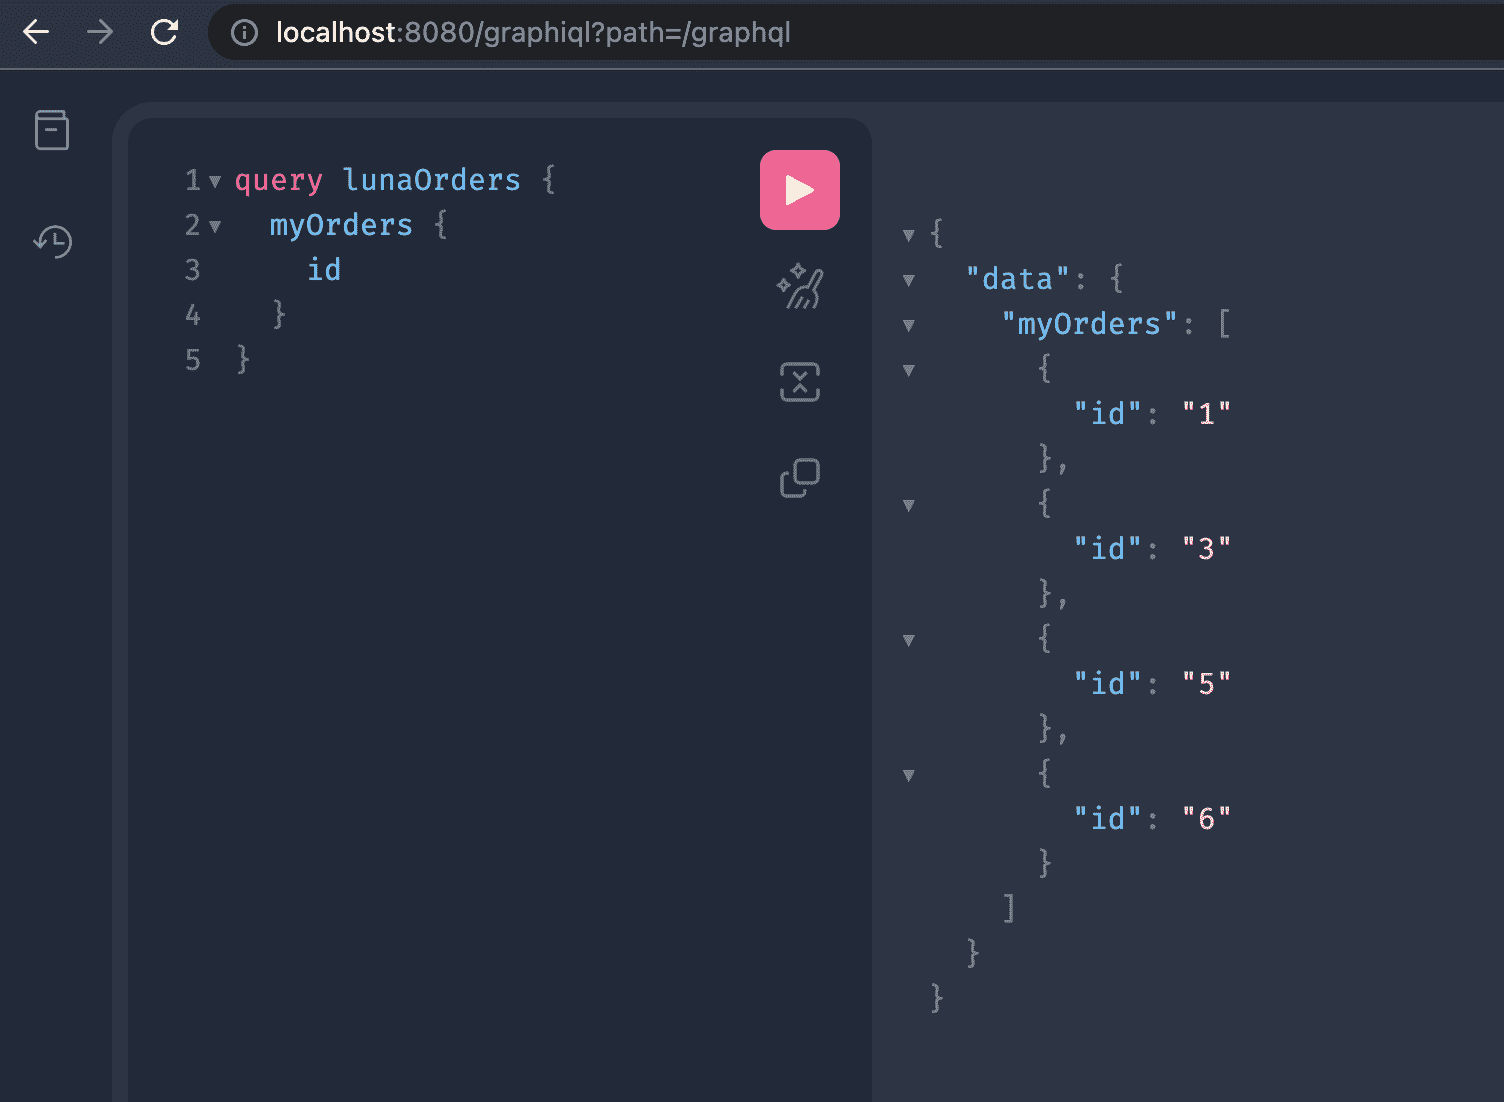 localhost:8080/graphiql?path=/graphql
1 query lunaOrders {
2 myOrders {
3 id
4 }
5 }
{
"data": {
"myOrders": [
{
"id": "1"
},
{
"id": "3"
},
{
"id": "5"
},
{
"id": "6"
}
]
}
}